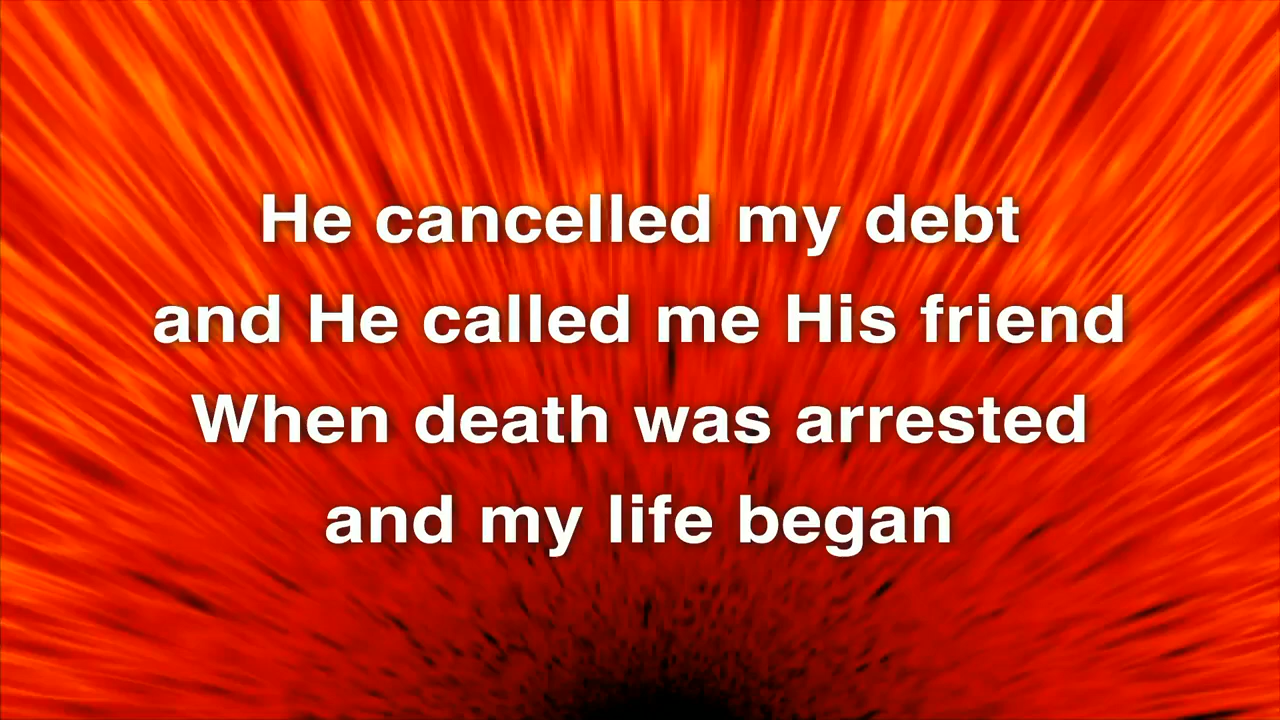 He cancelled my debt
and He called me His friend
When death was arrested
and my life began